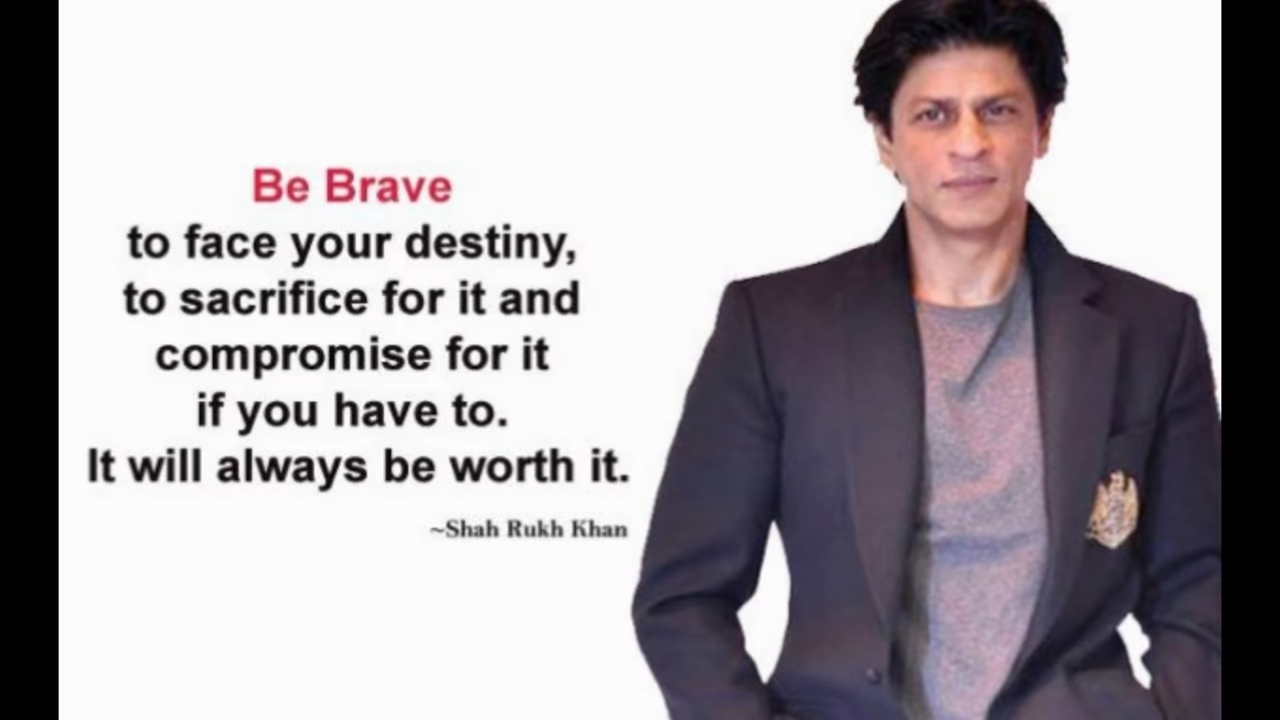 Be Brave
to face your destiny,
to sacrifice for it and
compromise for it
if you have to.
It will always be worth it.
~Shah Rukh Khan